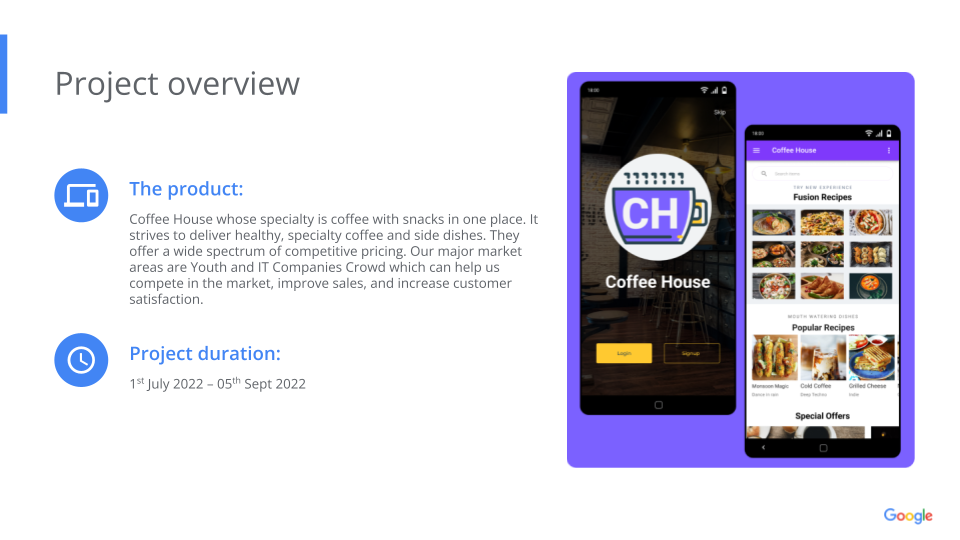 Project overview
The product:
Coffee House whose specialty is coffee with snacks in one place. It
strives to deliver healthy, specialty coffee and side dishes. They
offer a wide spectrum of competitive pricing. Our major market
areas are Youth and IT Companies Crowd which can help us
compete in the market, improve sales, and increase customer
satisfaction.
Project duration:
1st July 2022 – 05th Sept 2022
18:00
Skip
CH
Coffee House
Login
Signup
18:00
Coffee House
Search items
TRY NEW EXPERIENCE
Fusion Recipes
MOUTH WATERING DISHES
Popular Recipes
Monsoon Magic
Cold Coffee
Grilled Cheese
Dance in rain
Deep Techno
Indie
Special Offers
Google